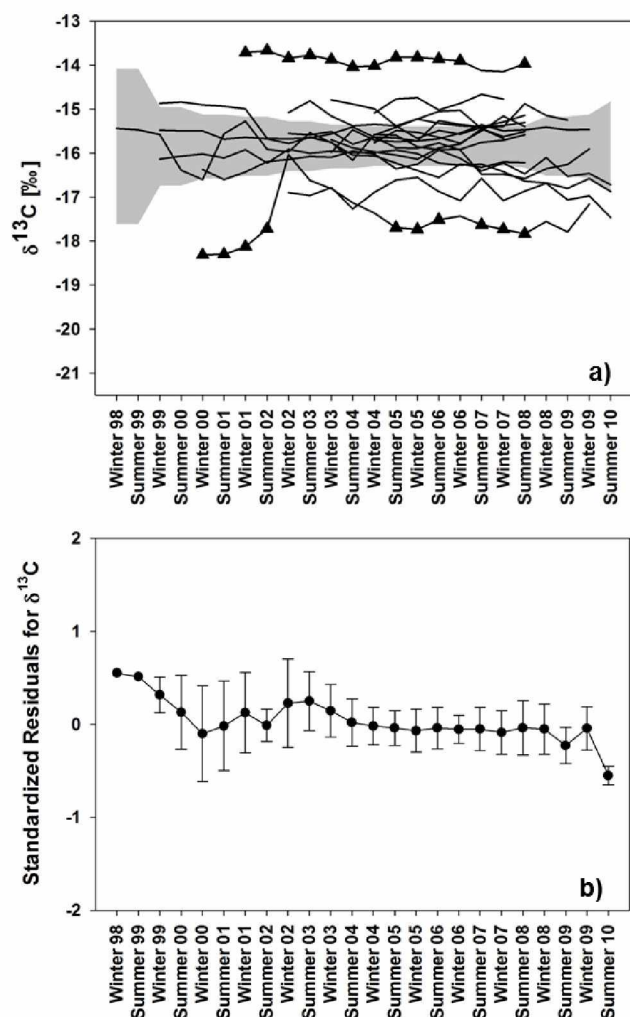 -13
-14
-15
-16
-17
-18
-19
-20
-21
δ13C [‰]
a)
Winter 98
Summer 99
Winter 99
Summer 00
Winter 00
Summer 01
Winter 01
Summer 02
Winter 02
Summer 03
Winter 03
Summer 04
Winter 04
Summer 05
Winter 05
Summer 06
Winter 06
Summer 07
Winter 07
Summer 08
Winter 08
Summer 09
Winter 09
Summer 10
2
1
0
-1
-2
Standardized Residuals for δ13C
b)
Winter 98
Summer 99
Winter 99
Summer 00
Winter 00
Summer 01
Winter 01
Summer 02
Winter 02
Summer 03
Winter 03
Summer 04
Winter 04
Summer 05
Winter 05
Summer 06
Winter 06
Summer 07
Winter 07
Summer 08
Winter 08
Summer 09
Winter 09
Summer 10